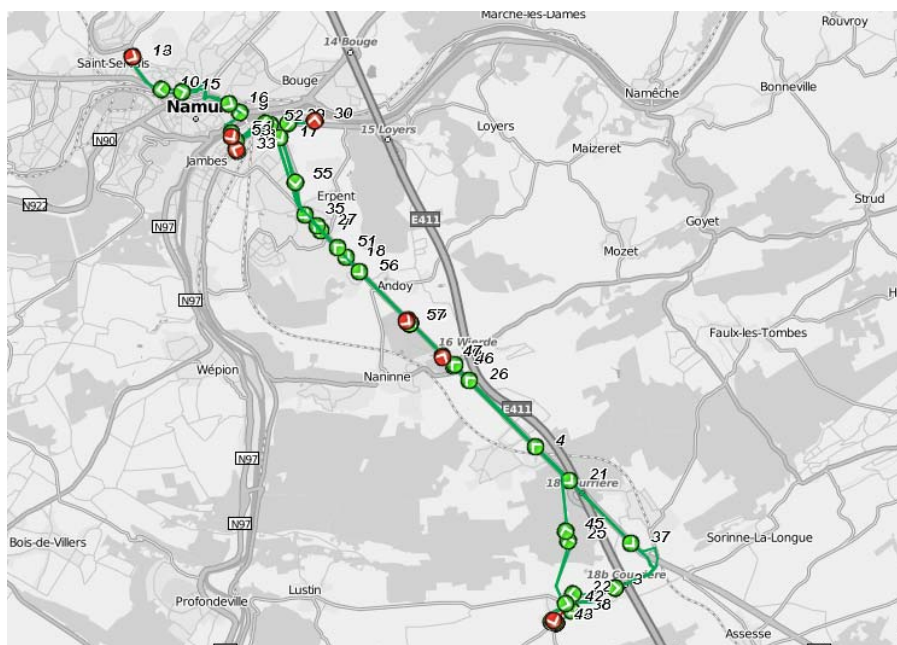 Marche-les-Dames
Rouvroy
14 Bouge
13
Saint-Servais
Bouge
Bonneville
Namêche
10
15
16
Namur
9
52
30
17
15 Loyers
Loyers
N90
33
Jambes
Maizeret
55
Erpent
Strud
N922
35
27
Goyet
E411
N97
51
18
Mozet
56
Andoy
N97
57
Faulx-les-Tombes
16 Wierde
47
46
Wépion
Naninne
26
E411
4
N97
21
N97
45
37
Bois-de-Villers
25
Sorinne-La-Longue
18b Courrière
22
Lustin
42
Profondeville
38
43
Assesse